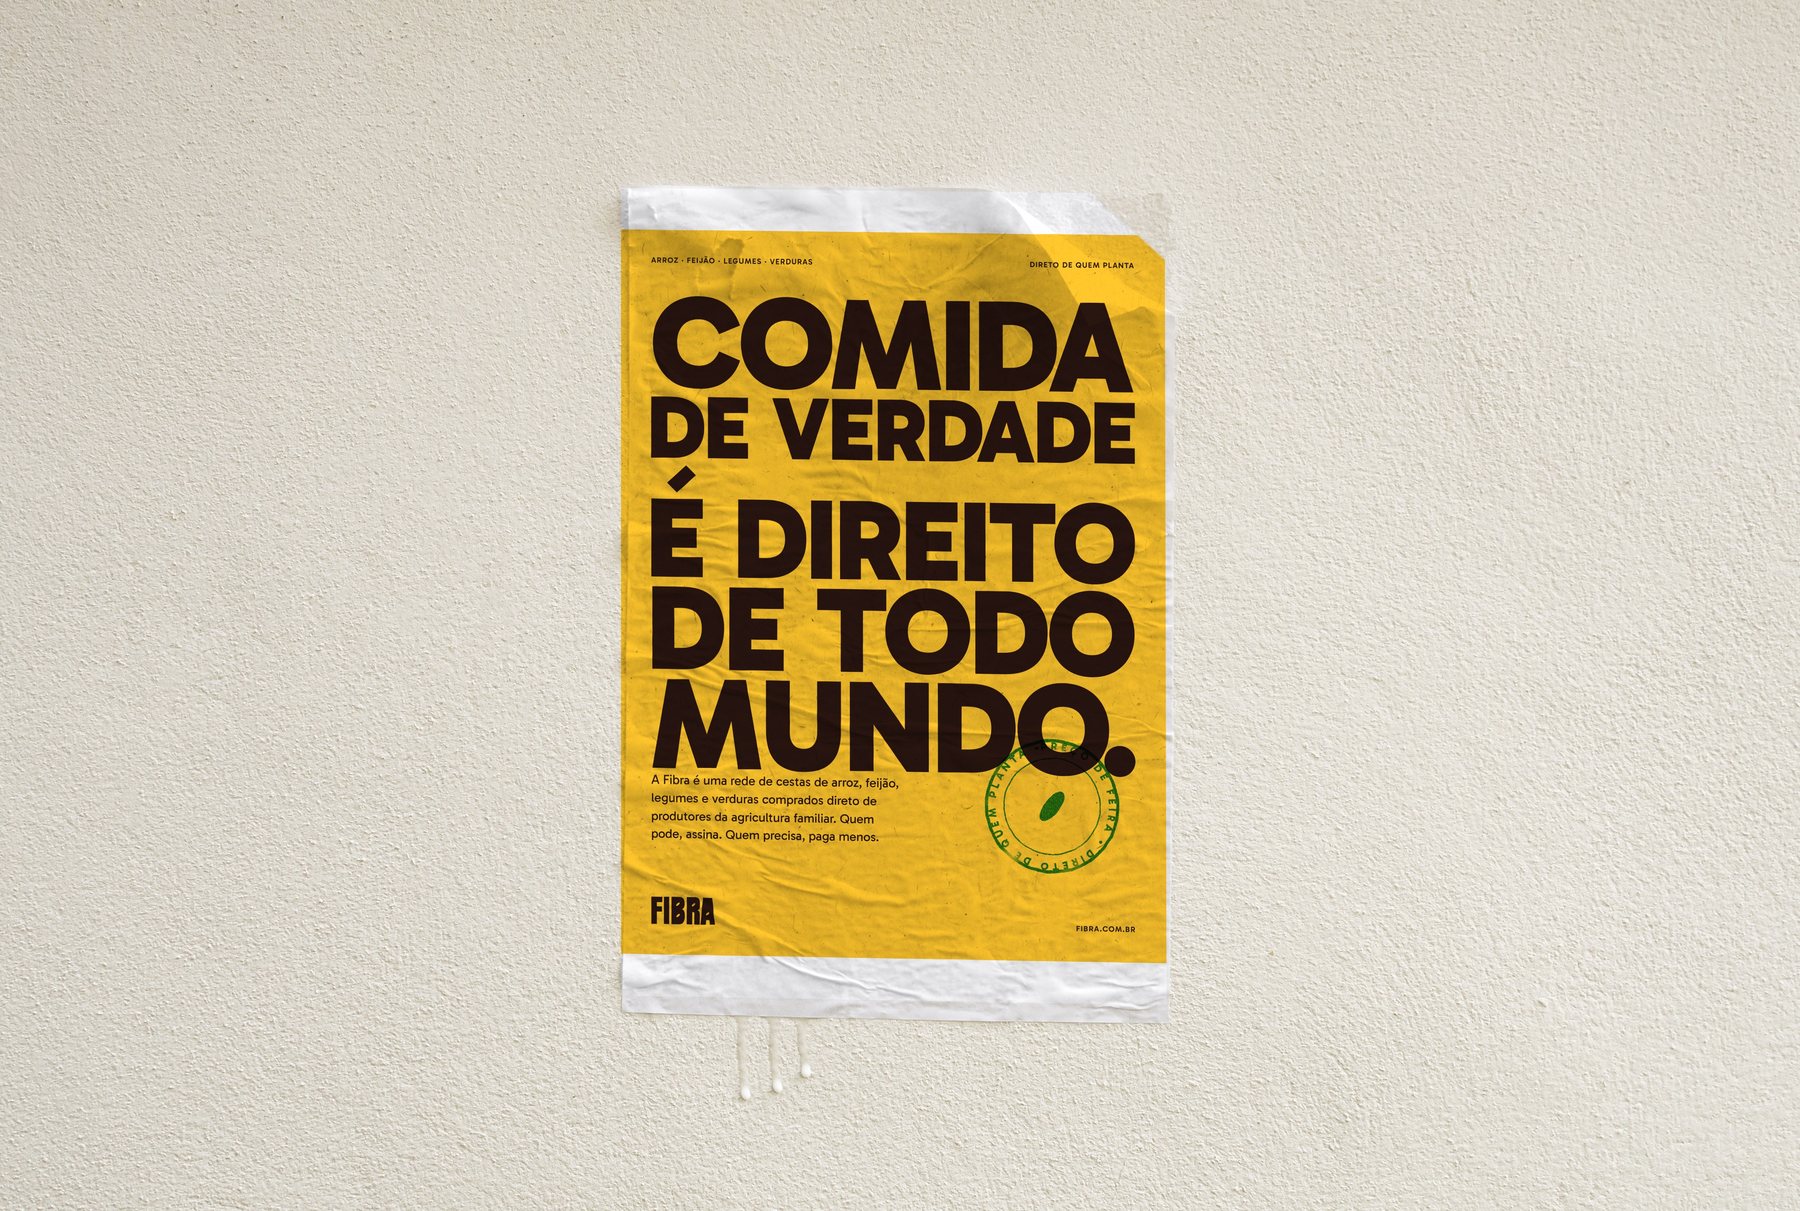 ARROZ · FEIJÃO · LEGUMES · VERDURAS
DIRETO DE QUEM PLANTA
COMIDA
DE VERDADE
É DIREITO
DE TODO
MUNDO.
A Fibra é uma rede de cestas de arroz, feijão,
legumes e verduras comprados direto de
produtores da agricultura familiar. Quem
pode, assina. Quem precisa, paga menos.
PREÇO DE FEIRA • DIRETO DE QUEM PLANTA •
FIBRA
FIBRA.COM.BR